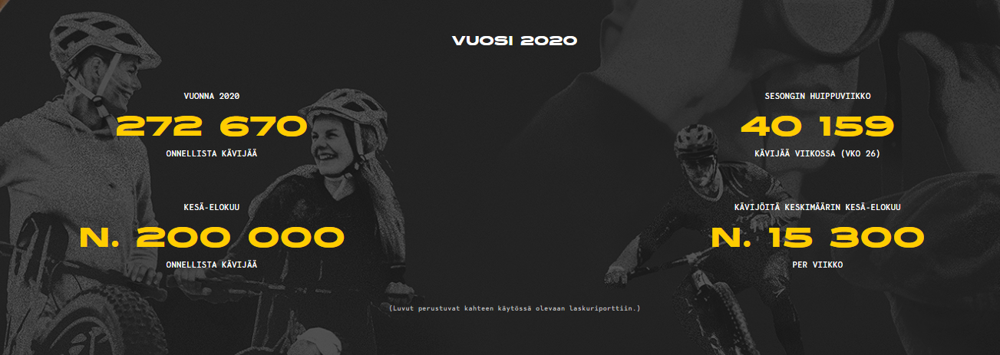 VUOSI 2020
VUONNA 2020
272 670
ONNELLISTA KÄVIJÄÄ
SESONGIN HUIPPUVIIKKO
40 159
KÄVIJÄÄ VIIKOSSA (VKO 26)
KESÄ-ELOKUU
N. 200 000
ONNELLISTA KÄVIJÄÄ
KÄVIJÖITÄ KESKIMÄÄRIN KESÄ-ELOKUU
N. 15 300
PER VIIKKO
(Luvut perustuvat kahteen käytössä olevaan laskuriporttiin.)